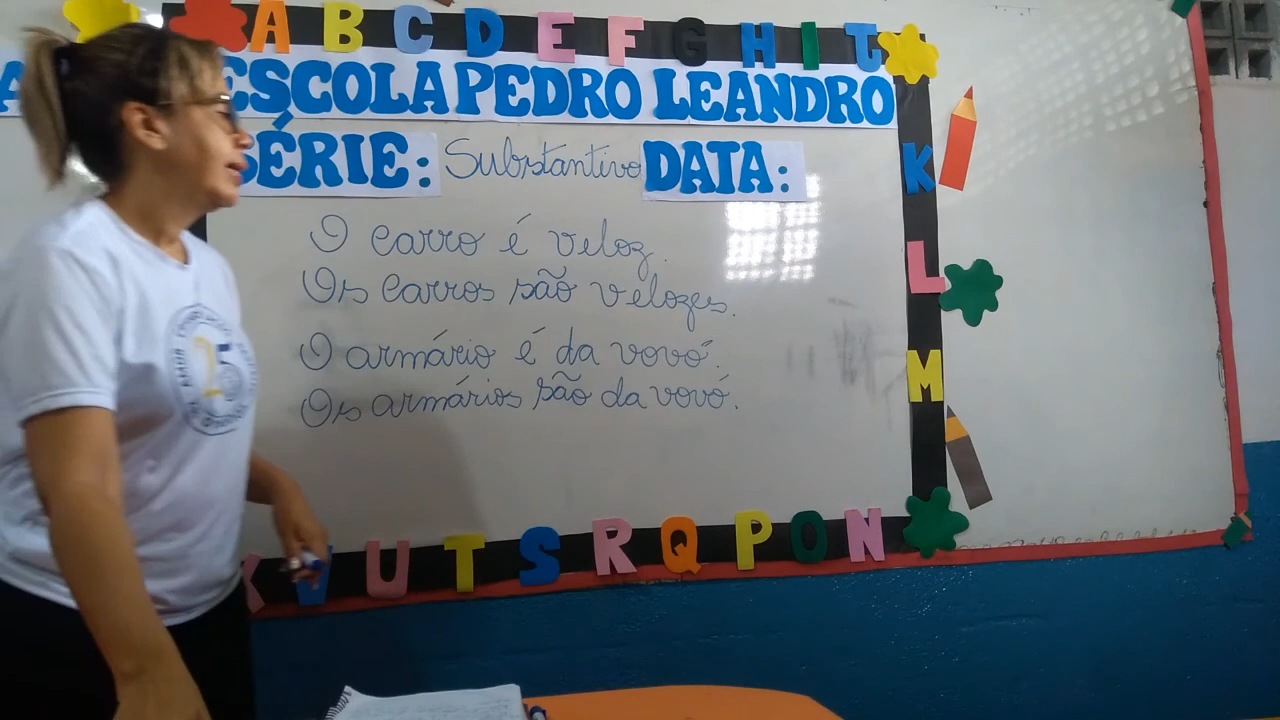 A B C D E F G H I J
ESCOLA PEDRO LEANDRO
SÉRIE: Substantivo DATA:
O carro é veloz.
Os carros são velozes.
O armário é da vovó.
Os armários são da vovó.
K
L
M
V U T S R Q P O N